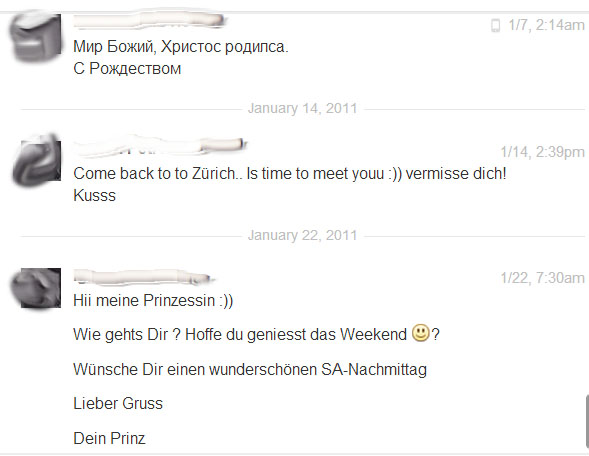 1/7, 2:14am
Мир Божий, Христос родипса.
С Рождеством
January 14, 2011
1/14, 2:39pm
Come back to to Zürich.. Is time to meet youu :)) vermisse dich!
Kusss
January 22, 2011
1/22, 7:30am
Hii meine Prinzessin :))
Wie gehts Dir ? Hoffe du geniesst das Weekend 🙂?
Wünsche Dir einen wunderschönen SA-Nachmittag
Lieber Gruss
Dein Prinz